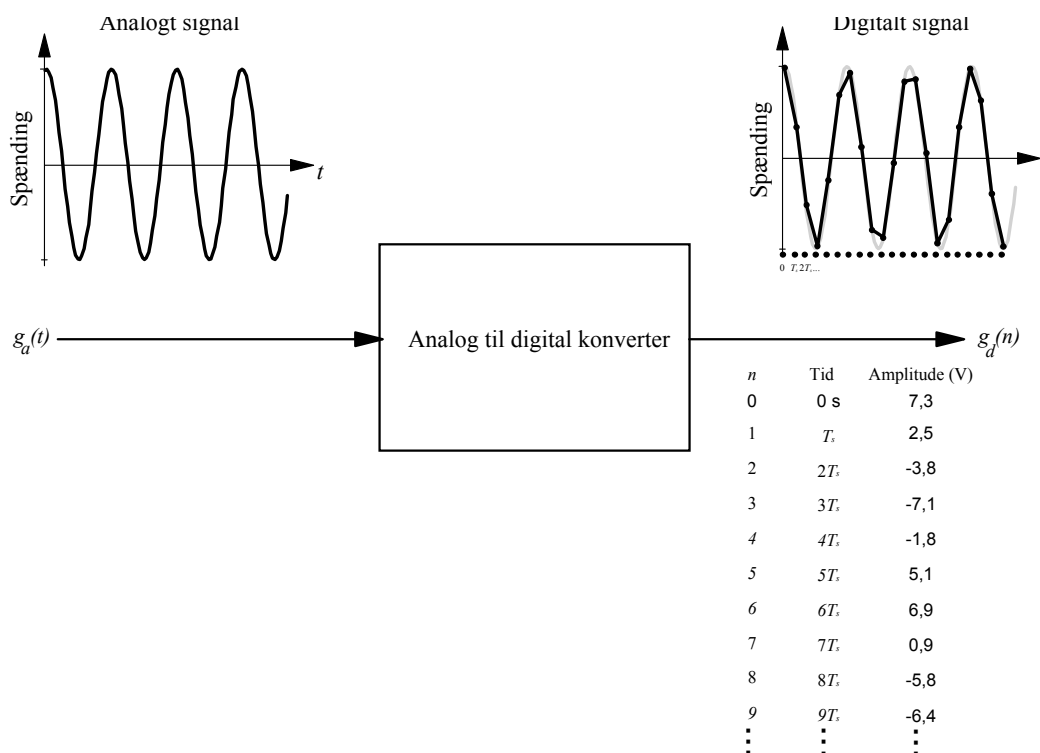 Analogt signal
Digitalt signal
Spænding
t
Spænding
0 T, 2T,...
g_a(t)
Analog til digital konverter
g_d(n)
n Tid Amplitude (V)
0 0 s 7,3
1 T_s 2,5
2 2T_s -3,8
3 3T_s -7,1
4 4T_s -1,8
5 5T_s 5,1
6 6T_s 6,9
7 7T_s 0,9
8 8T_s -5,8
9 9T_s -6,4